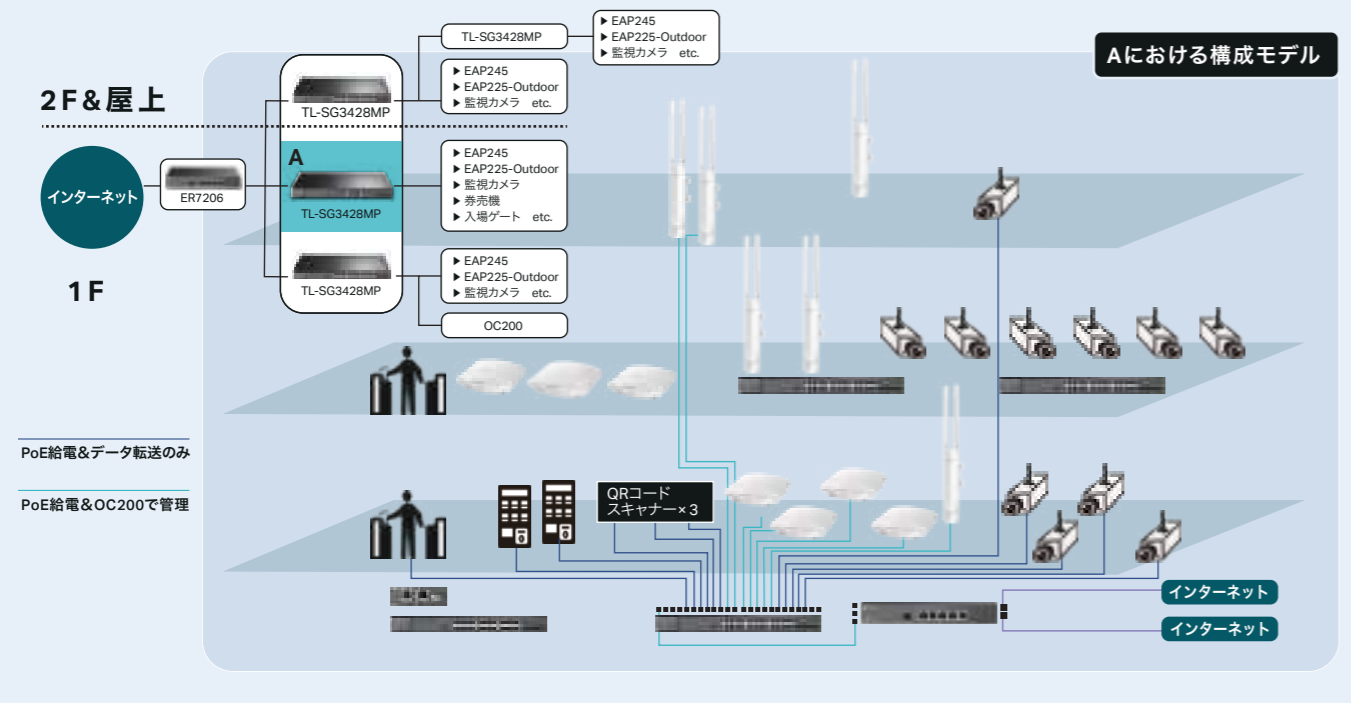 Aにおける構成モデル
2F&屋上
1F
インターネット
ER7206
TL-SG3428MP
A
TL-SG3428MP
TL-SG3428MP
TL-SG3428MP
▶ EAP245
▶ EAP225-Outdoor
▶ 監視カメラ etc.
▶ EAP245
▶ EAP225-Outdoor
▶ 監視カメラ etc.
▶ EAP245
▶ EAP225-Outdoor
▶ 監視カメラ
▶ 券売機
▶ 入場ゲート etc.
▶ EAP245
▶ EAP225-Outdoor
▶ 監視カメラ etc.
OC200
PoE給電&データ転送のみ
PoE給電&OC200で管理
QRコード
スキャナー×3
インターネット
インターネット